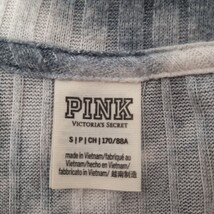 PINK
VICTORIA'S SECRET
S | P | CH | 170/88A
made in Vietnam/fabriqué au
Vietnam/hecho en Vietnam/
fabbricato in Vietnam/ 越南制造